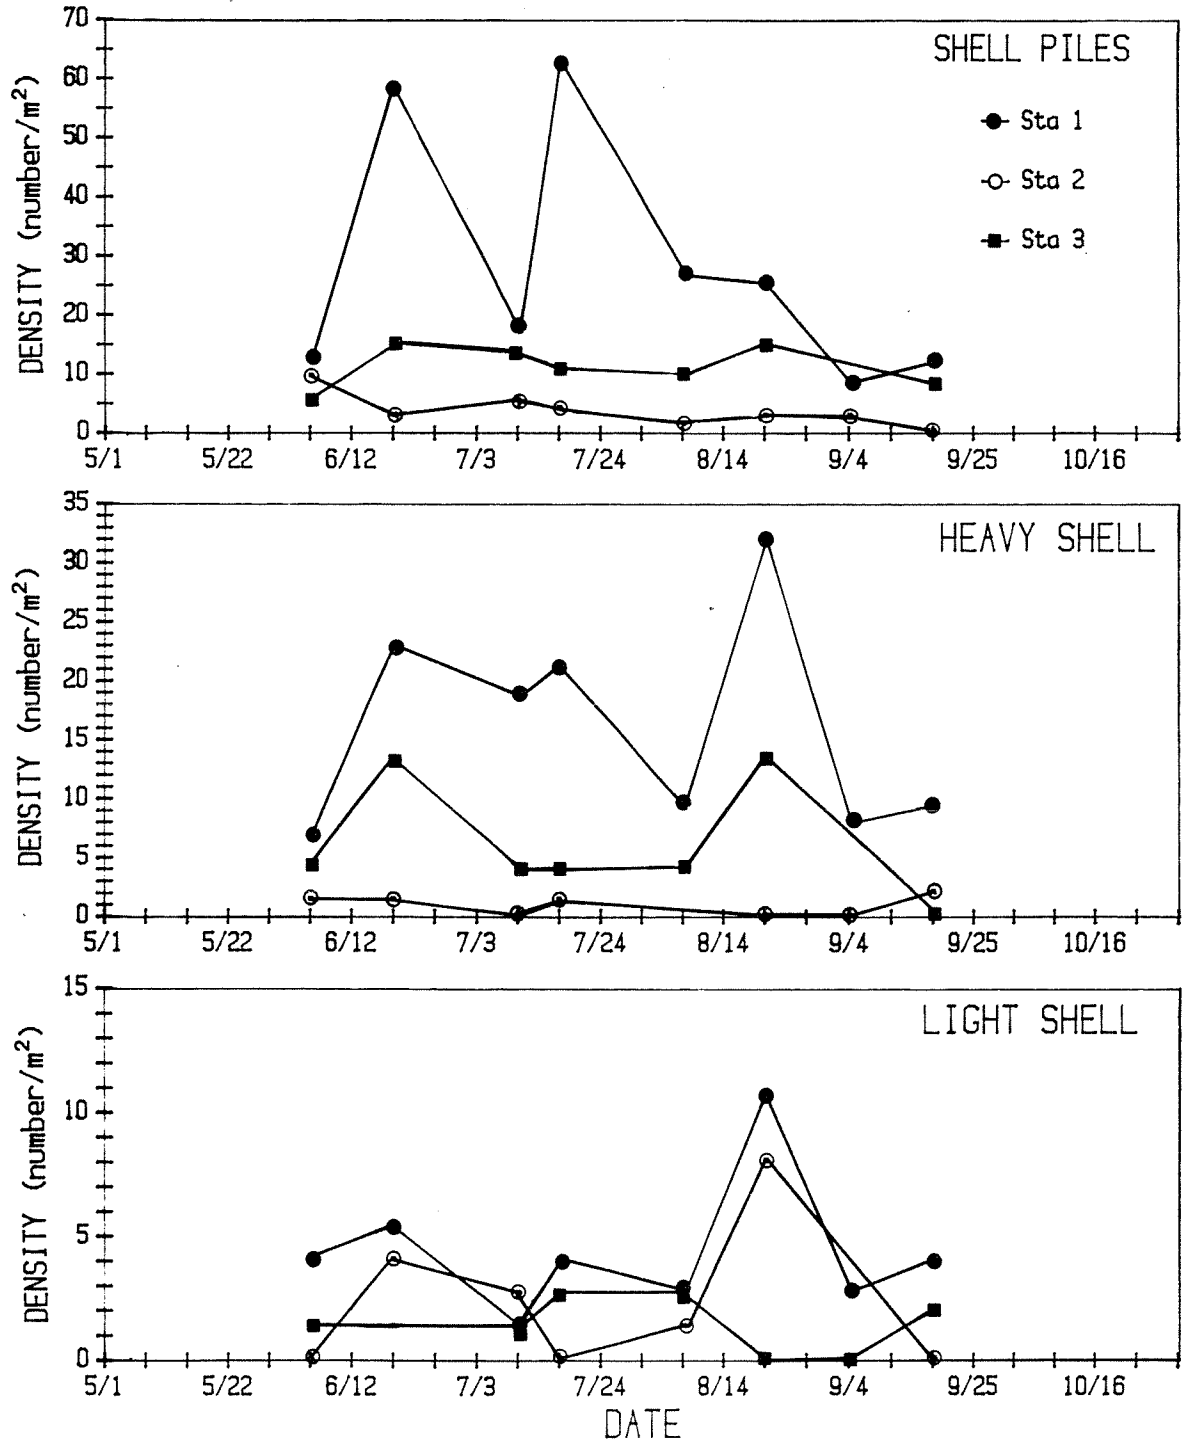 SHELL PILES
Sta 1
Sta 2
Sta 3
DENSITY (number/m²)
70
60
50
40
30
20
10
0
5/1 5/22 6/12 7/3 7/24 8/14 9/4 9/25 10/16
HEAVY SHELL
DENSITY (number/m²)
35
30
25
20
15
10
5
0
5/1 5/22 6/12 7/3 7/24 8/14 9/4 9/25 10/16
LIGHT SHELL
DENSITY (number/m²)
15
10
5
0
5/1 5/22 6/12 7/3 7/24 8/14 9/4 9/25 10/16
DATE